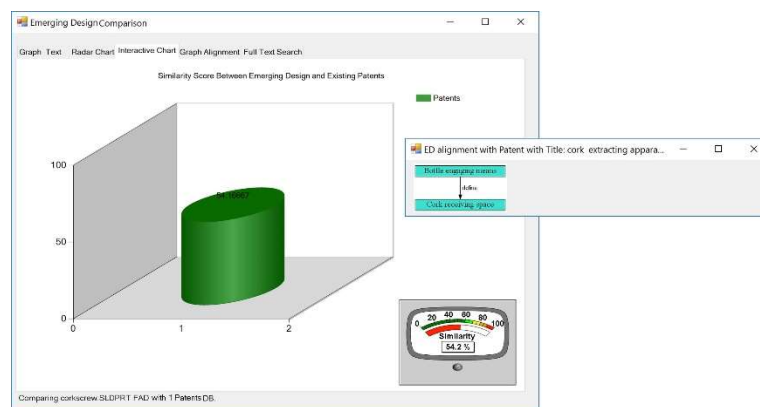 Emerging Design Comparison
Graph Text Radar Chart Interactive Chart Graph Alignment Full Text Search
Similarity Score Between Emerging Design and Existing Patents
Patents
54.16667
100
50
0
0 1 2
ED alignment with Patent with Title: cork extracting appara...
Bottle engaging means
define
Cork receiving space
0 20 40 60 80 100
Similarity
54.2 %
Comparing corkscrew.SLDPRT FAD with 1 Patents DB.